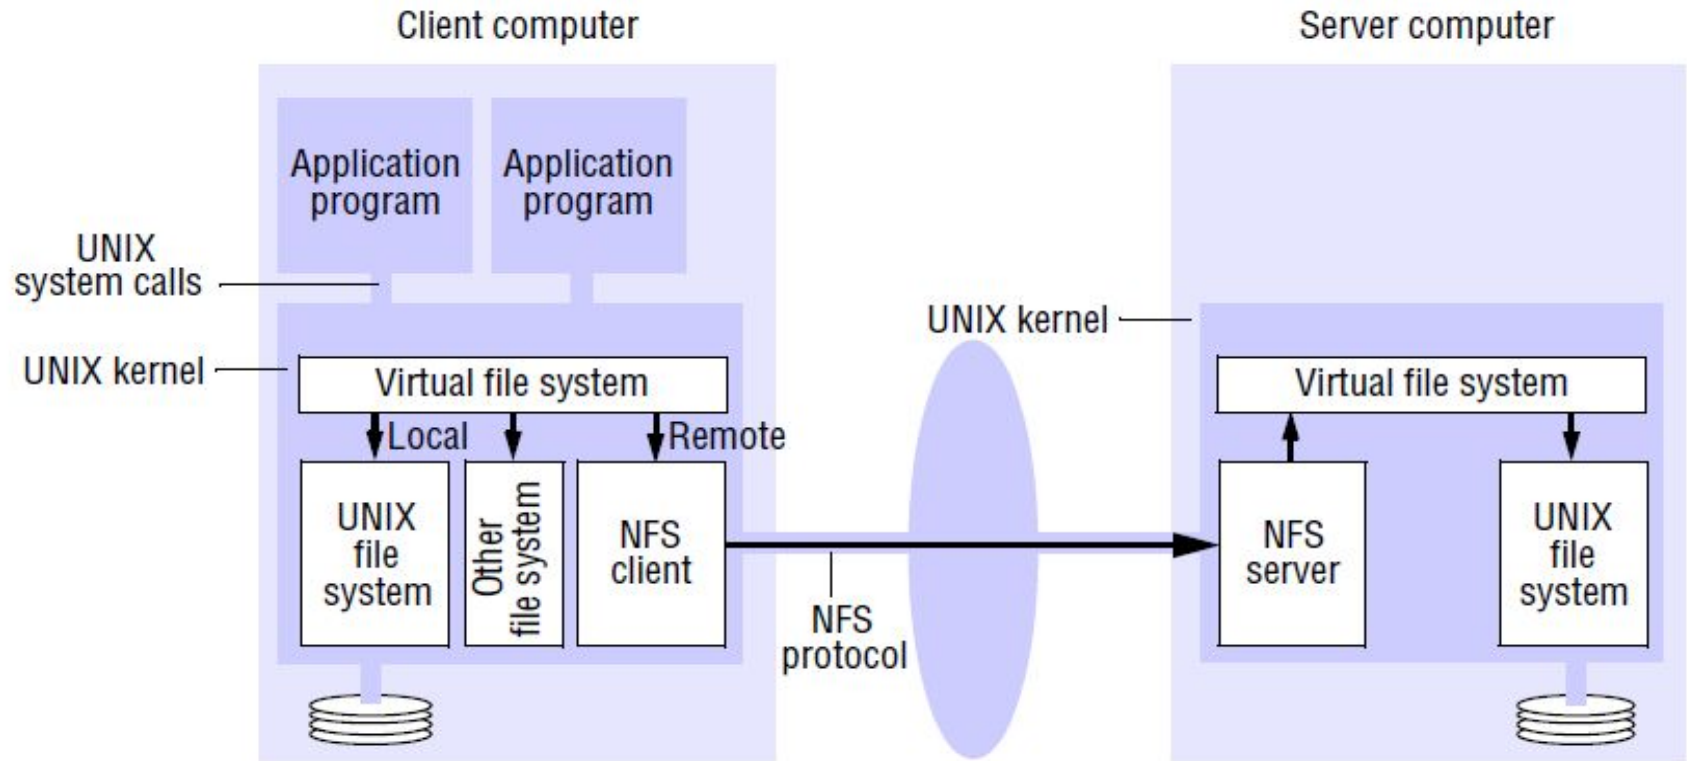 Client computer
Server computer
Application
program
Application
program
UNIX
system calls
UNIX kernel
Virtual file system
Local
Remote
UNIX
file
system
Other
file system
NFS
client
NFS
protocol
UNIX kernel
Virtual file system
NFS
server
UNIX
file
system